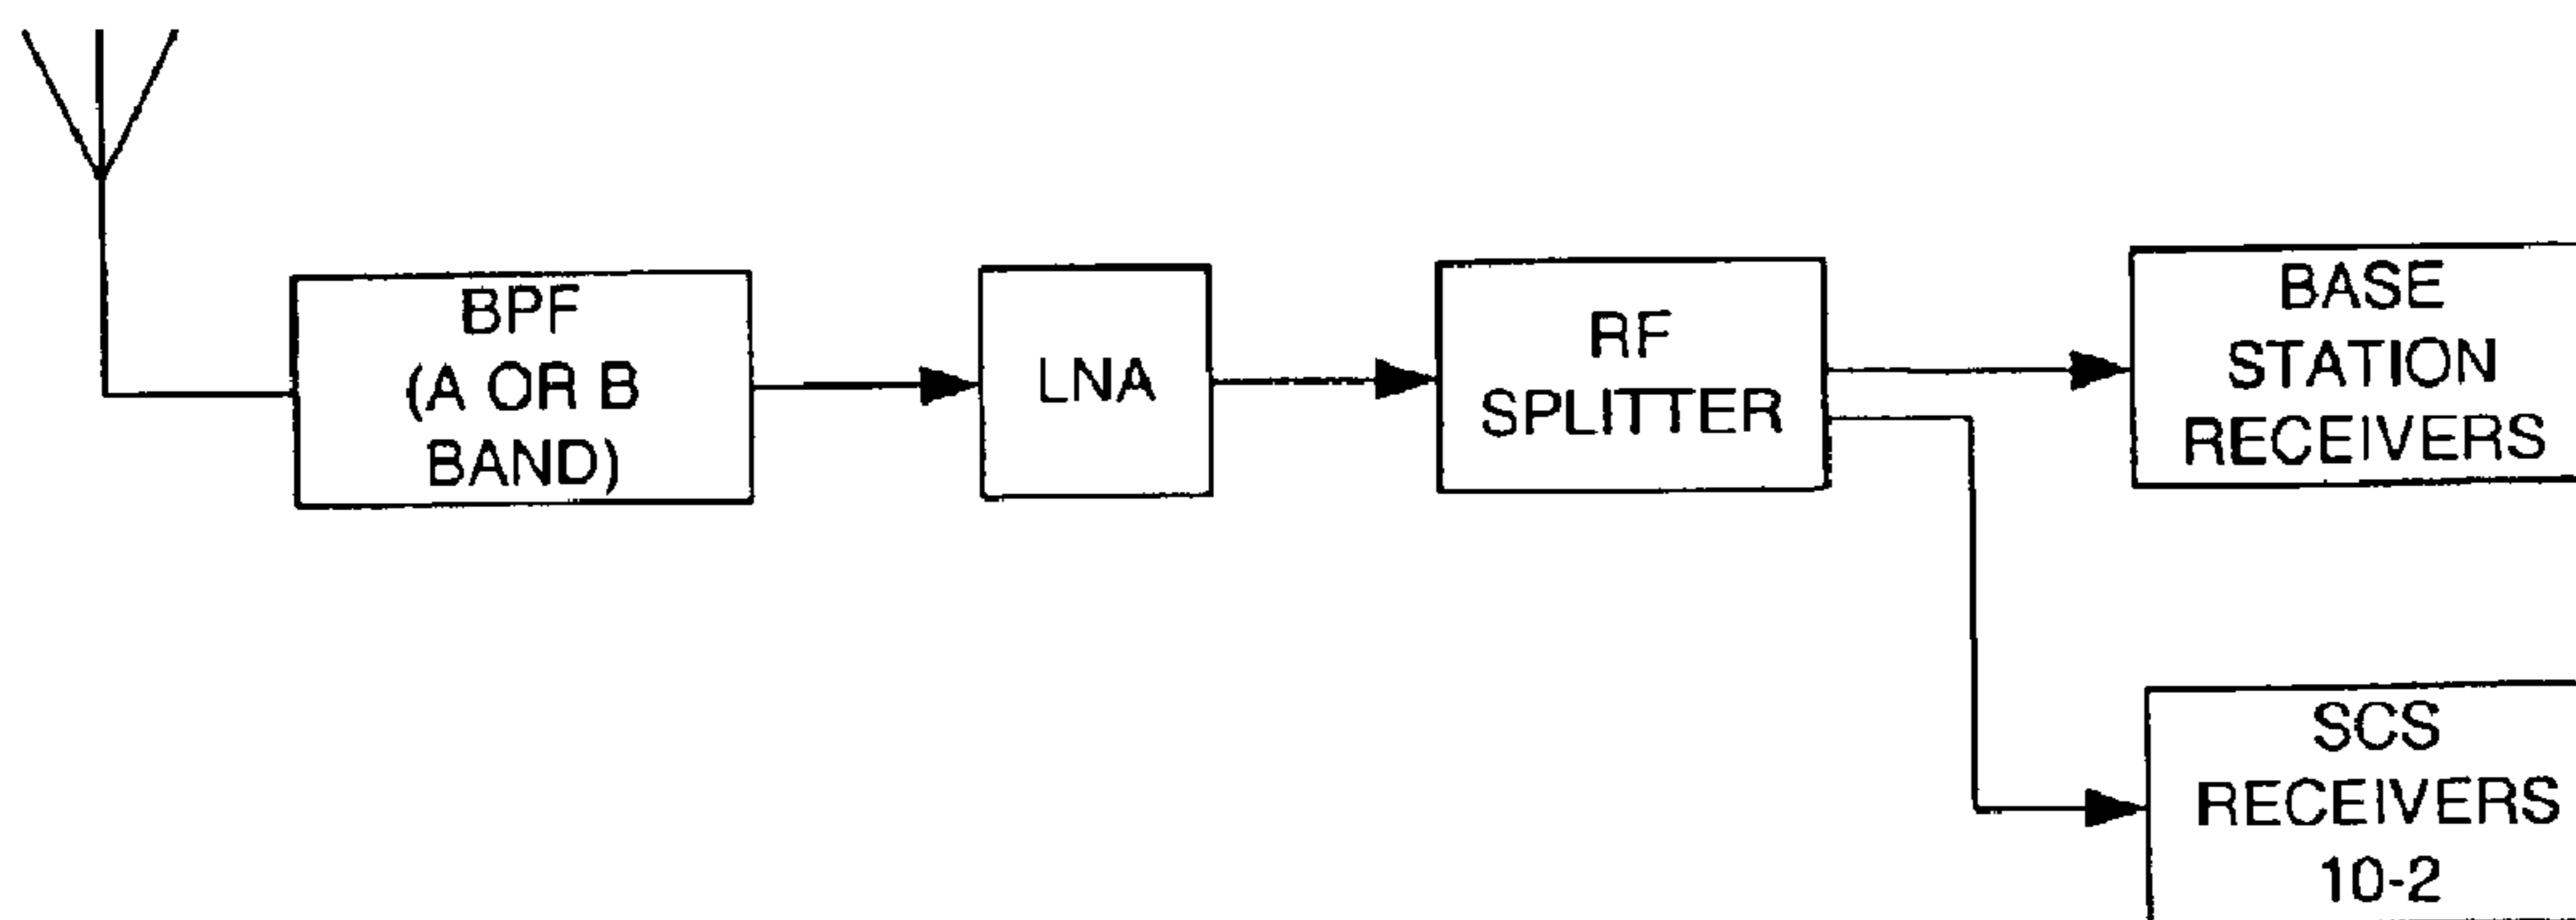 BPF
(A OR B
BAND)
LNA
RF
SPLITTER
BASE
STATION
RECEIVERS
SCS
RECEIVERS
10-2